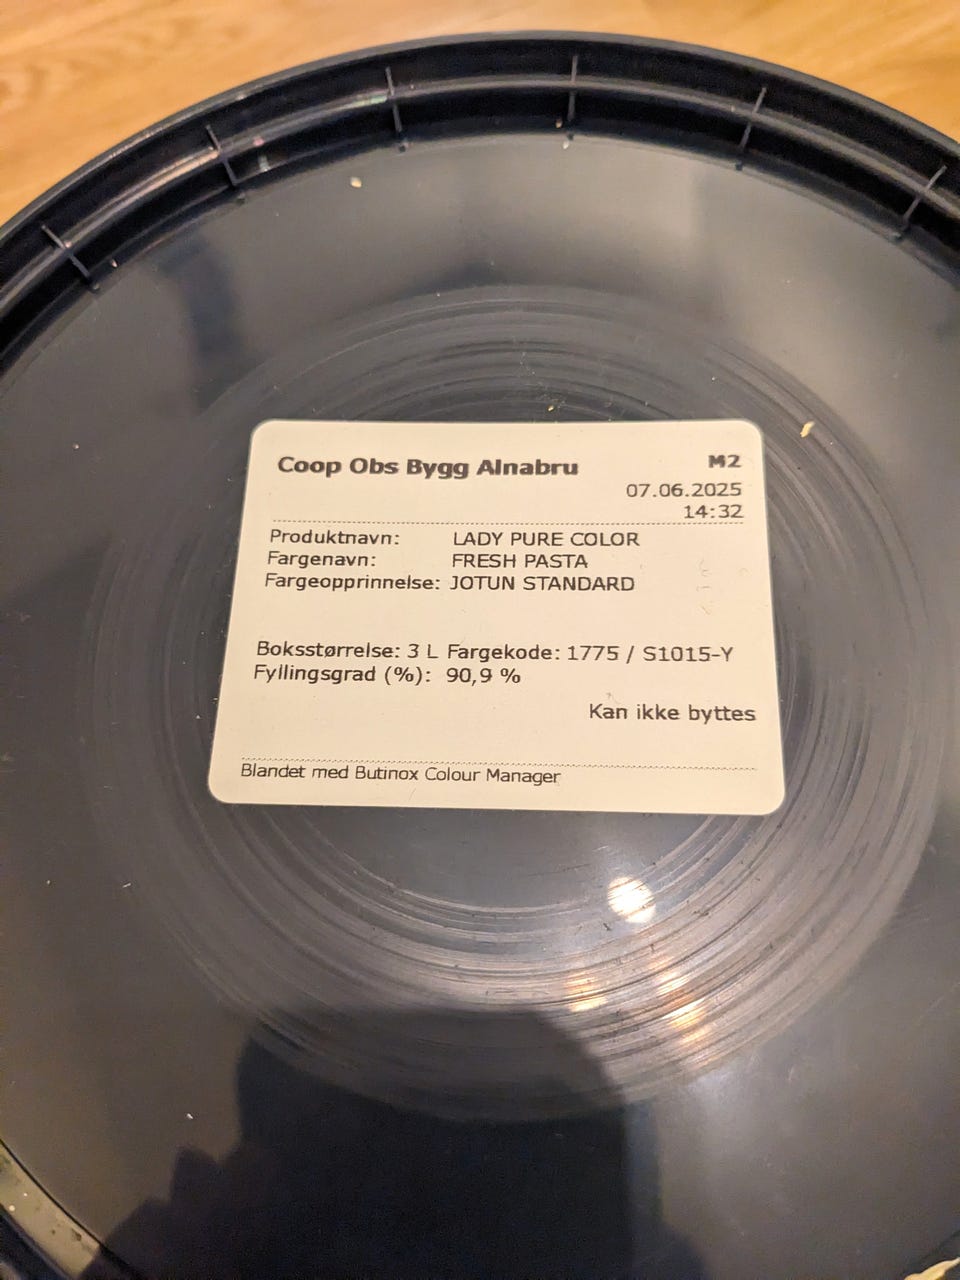 Coop Obs Bygg Alnabru M2
07.06.2025
14:32
Produktnavn: LADY PURE COLOR
Fargenavn: FRESH PASTA
Fargeopprinnelse: JOTUN STANDARD
Boksstørrelse: 3 L Fargekode: 1775 / S1015-Y
Fyllingsgrad (%): 90,9 %
Kan ikke byttes
Blandet med Butinox Colour Manager